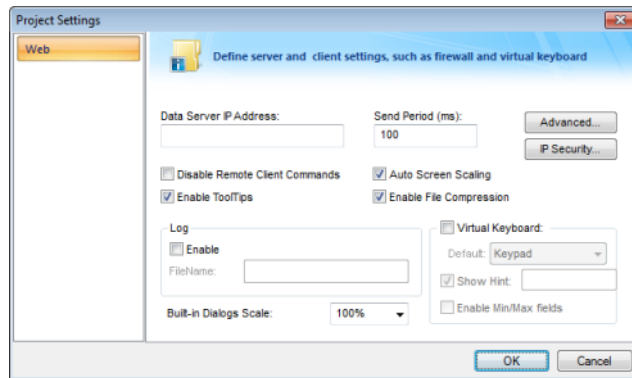 Project Settings
Web
Define server and client settings, such as firewall and virtual keyboard
Data Server IP Address:
Send Period (ms):
100
Advanced...
IP Security...
Disable Remote Client Commands
Auto Screen Scaling
Enable ToolTips
Enable File Compression
Log
Enable
FileName:
Virtual Keyboard:
Default: Keypad
Show Hint:
Enable Min/Max fields
Built-in Dialogs Scale: 100%
OK
Cancel